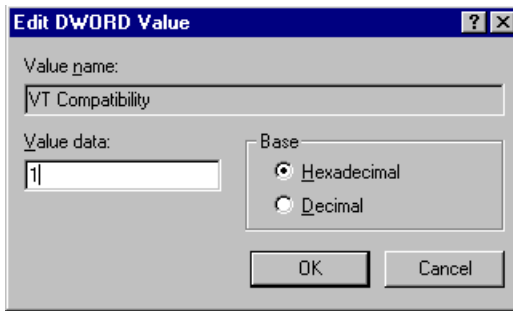 Edit DWORD Value
Value name:
VT Compatibility
Value data:
1
Base
Hexadecimal
Decimal
OK
Cancel